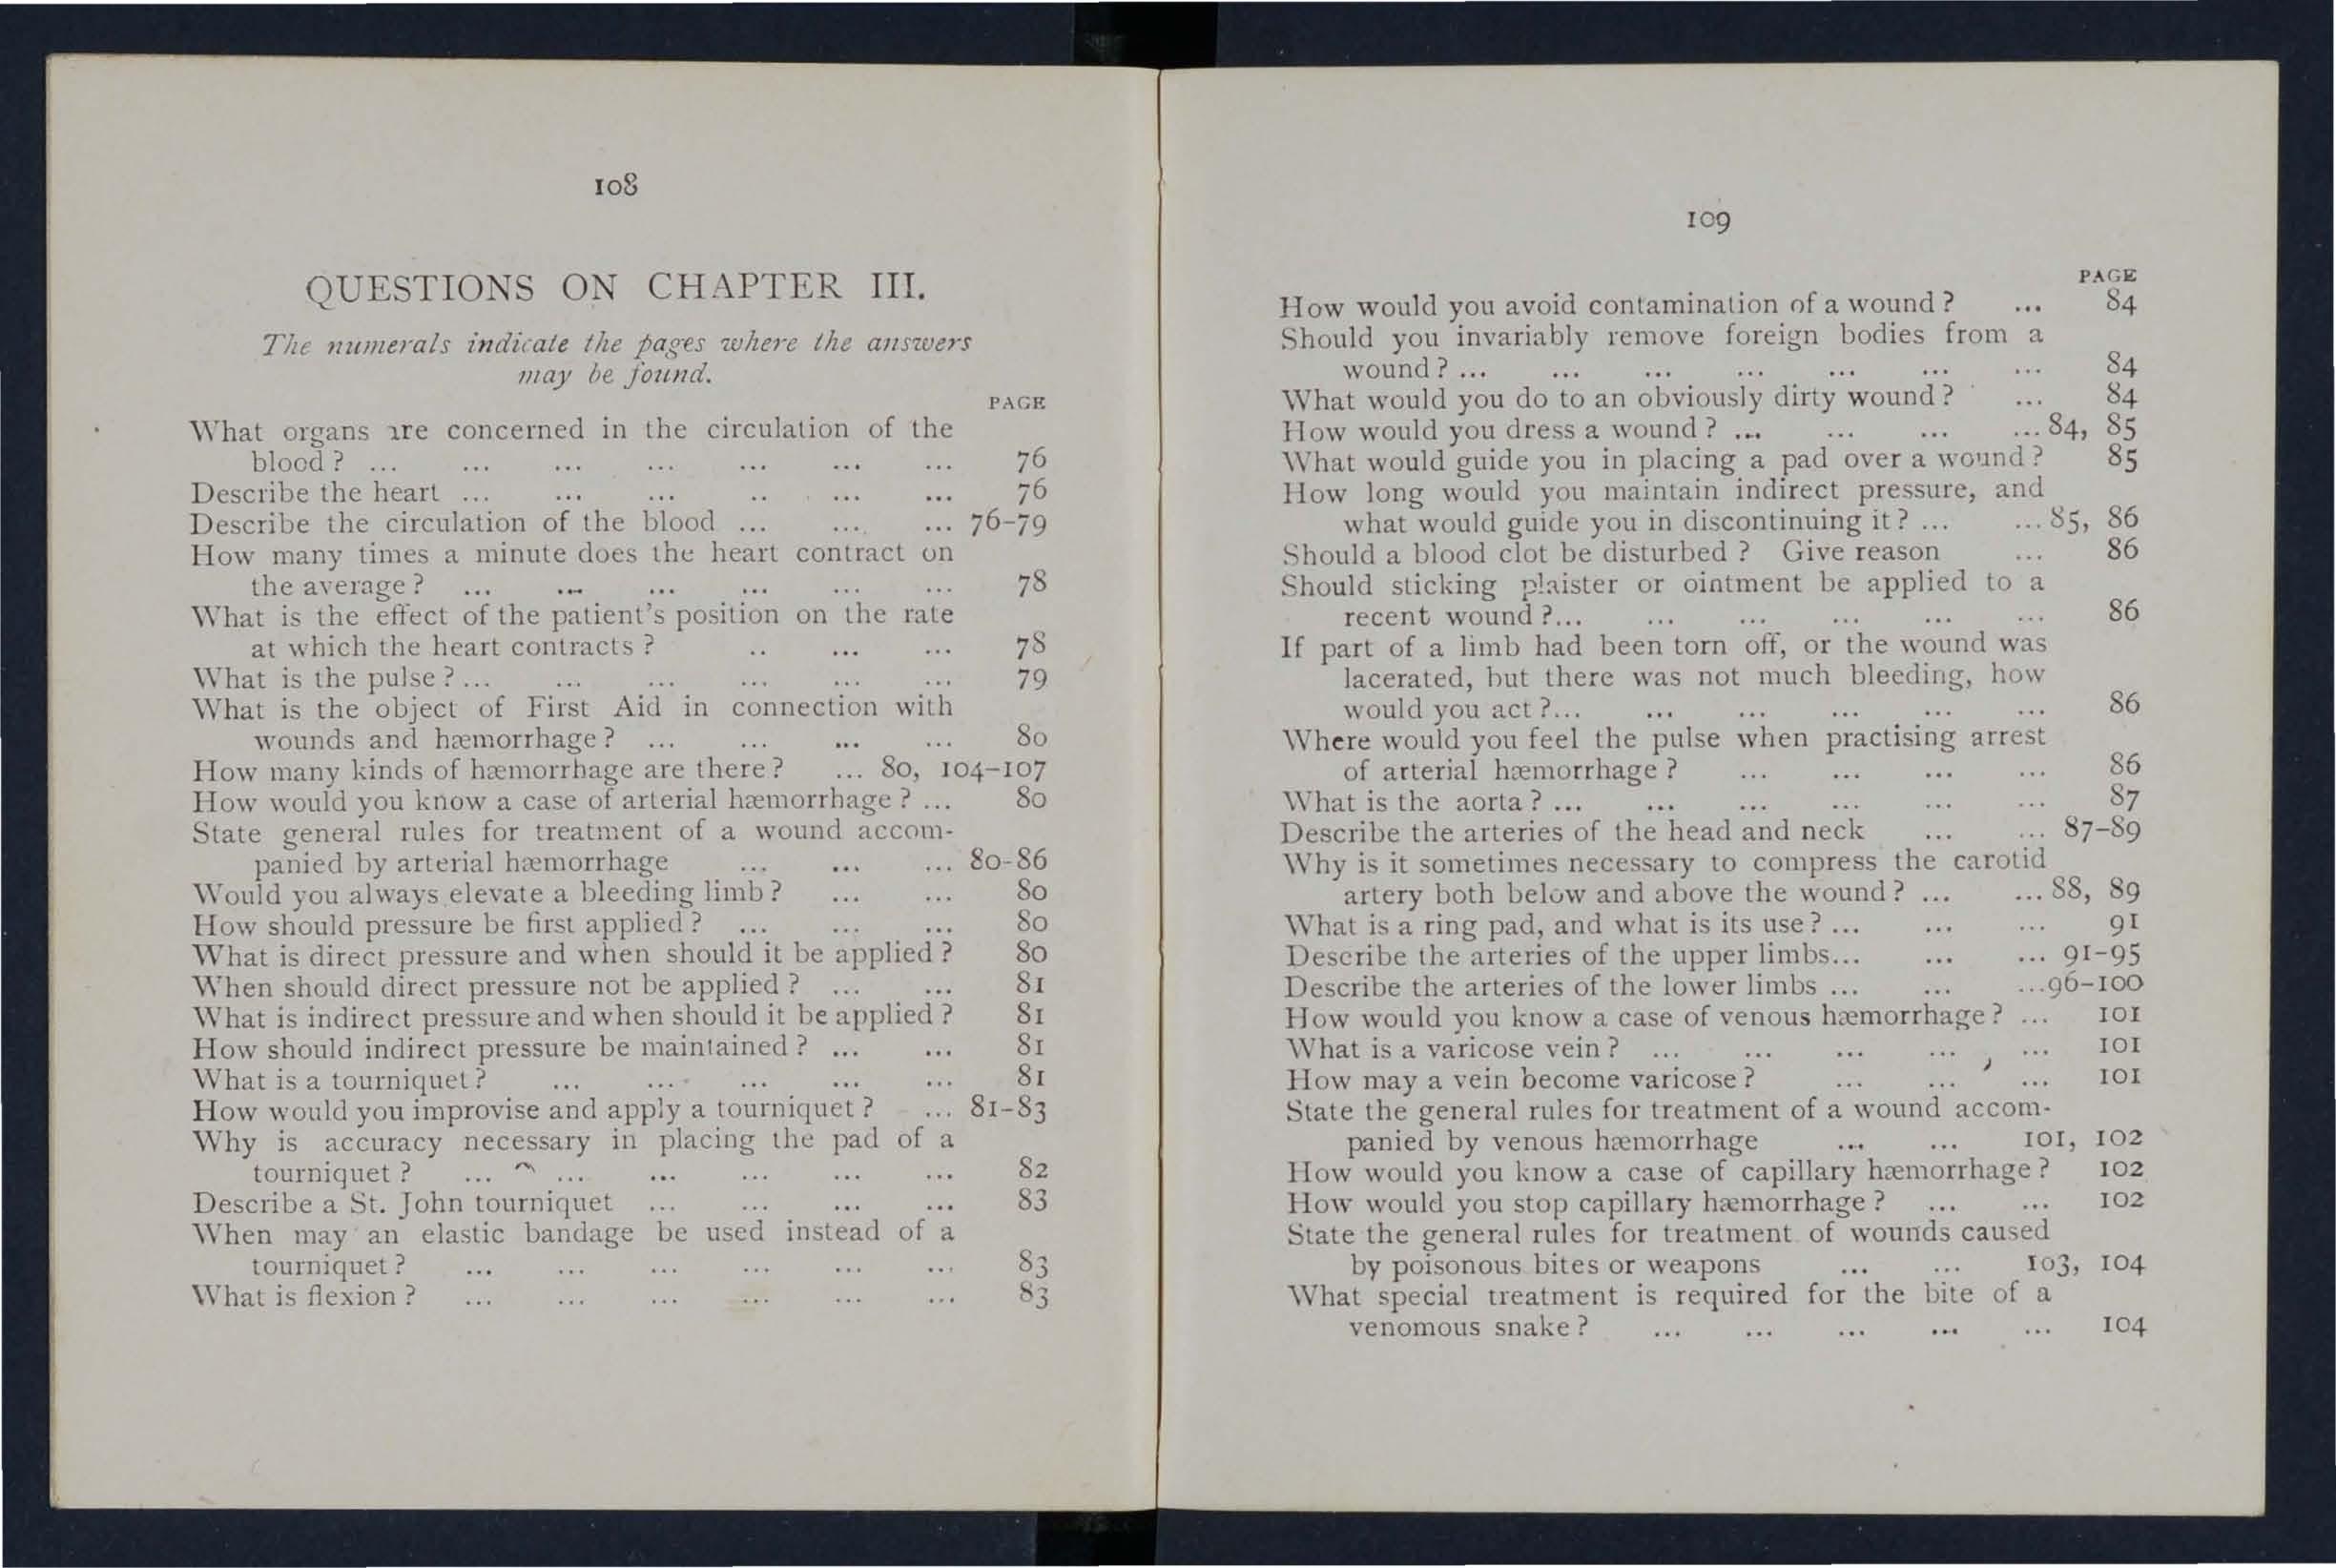 108
QUESTIONS ON CHAPTER III.
The numerals indicate the pages where the answers
may be found.
PAGE
What organs are concerned in the circulation of the
blood ? ... ... ... ... ... ... ... 76
Describe the heart ... ... ... .. ... ... 76
Describe the circulation of the blood ... ... ... 76-79
How many times a minute does the heart contract on
the average ? ... ... ... ... ... ... 78
What is the effect of the patient's position on the rate
at which the heart contracts ? .. ... ... 78
What is the pulse ? ... ... ... ... ... ... 79
What is the object of First Aid in connection with
wounds and hæmorrhage ? ... ... ... ... 80
How many kinds of hæmorrhage are there ? ... 80, 104-107
How would you know a case of arterial hæmorrhage ? ... 80
State general rules for treatment of a wound accom-
panied by arterial hæmorrhage ... ... ... 80-86
Would you always elevate a bleeding limb ? ... ... 80
How should pressure be first applied ? ... ... ... 80
What is direct pressure and when should it be applied ? 80
When should direct pressure not be applied ? ... ... 81
What is indirect pressure and when should it be applied ? 81
How should indirect pressure be maintained ? ... ... 81
What is a tourniquet ? ... ... ... ... ... 81
How would you improvise and apply a tourniquet ? ... 81-83
Why is accuracy necessary in placing the pad of a
tourniquet ? ... ... ... ... ... ... 82
Describe a St. John tourniquet ... ... ... ... 83
When may an elastic bandage be used instead of a
tourniquet ? ... ... ... ... ... ... 83
What is flexion ? ... ... ... ... ... ... 83
109
PAGE
How would you avoid contamination of a wound ? ... 84
Should you invariably remove foreign bodies from a
wound ? ... ... ... ... ... ... ... 84
What would you do to an obviously dirty wound ? ... 84
How would you dress a wound ? ... ... ... ... 84, 85
What would guide you in placing a pad over a wound ? 85
How long would you maintain indirect pressure, and
what would guide you in discontinuing it ? ... ... 85, 86
Should a blood clot be disturbed ? Give reason ... 86
Should sticking plaister or ointment be applied to a
recent wound ?... ... ... ... ... ... 86
If part of a limb had been torn off, or the wound was
lacerated, but there was not much bleeding, how
would you act ?... ... ... ... ... ... 86
Where would you feel the pulse when practising arrest
of arterial hæmorrhage ? ... ... ... ... 86
What is the aorta ? ... ... ... ... ... ... 87
Describe the arteries of the head and neck ... ... 87-89
Why is it sometimes necessary to compress the carotid
artery both below and above the wound ? ... ... 88, 89
What is a ring pad, and what is its use ? ... ... ... 91
Describe the arteries of the upper limbs... ... ... 91-95
Describe the arteries of the lower limbs ... ... ...96-100
How would you know a case of venous hæmorrhage ? ... 101
What is a varicose vein ? ... ... ... ... ... 101
How may a vein become varicose ? ... ... ... 101
State the general rules for treatment of a wound accom-
panied by venous hæmorrhage ... ... 101, 102
How would you know a case of capillary hæmorrhage ? 102
How would you stop capillary hæmorrhage ? ... ... 102
State the general rules for treatment of wounds caused
by poisonous bites or weapons ... ... 103, 104
What special treatment is required for the bite of a
venomous snake ? ... ... ... ... ... 104